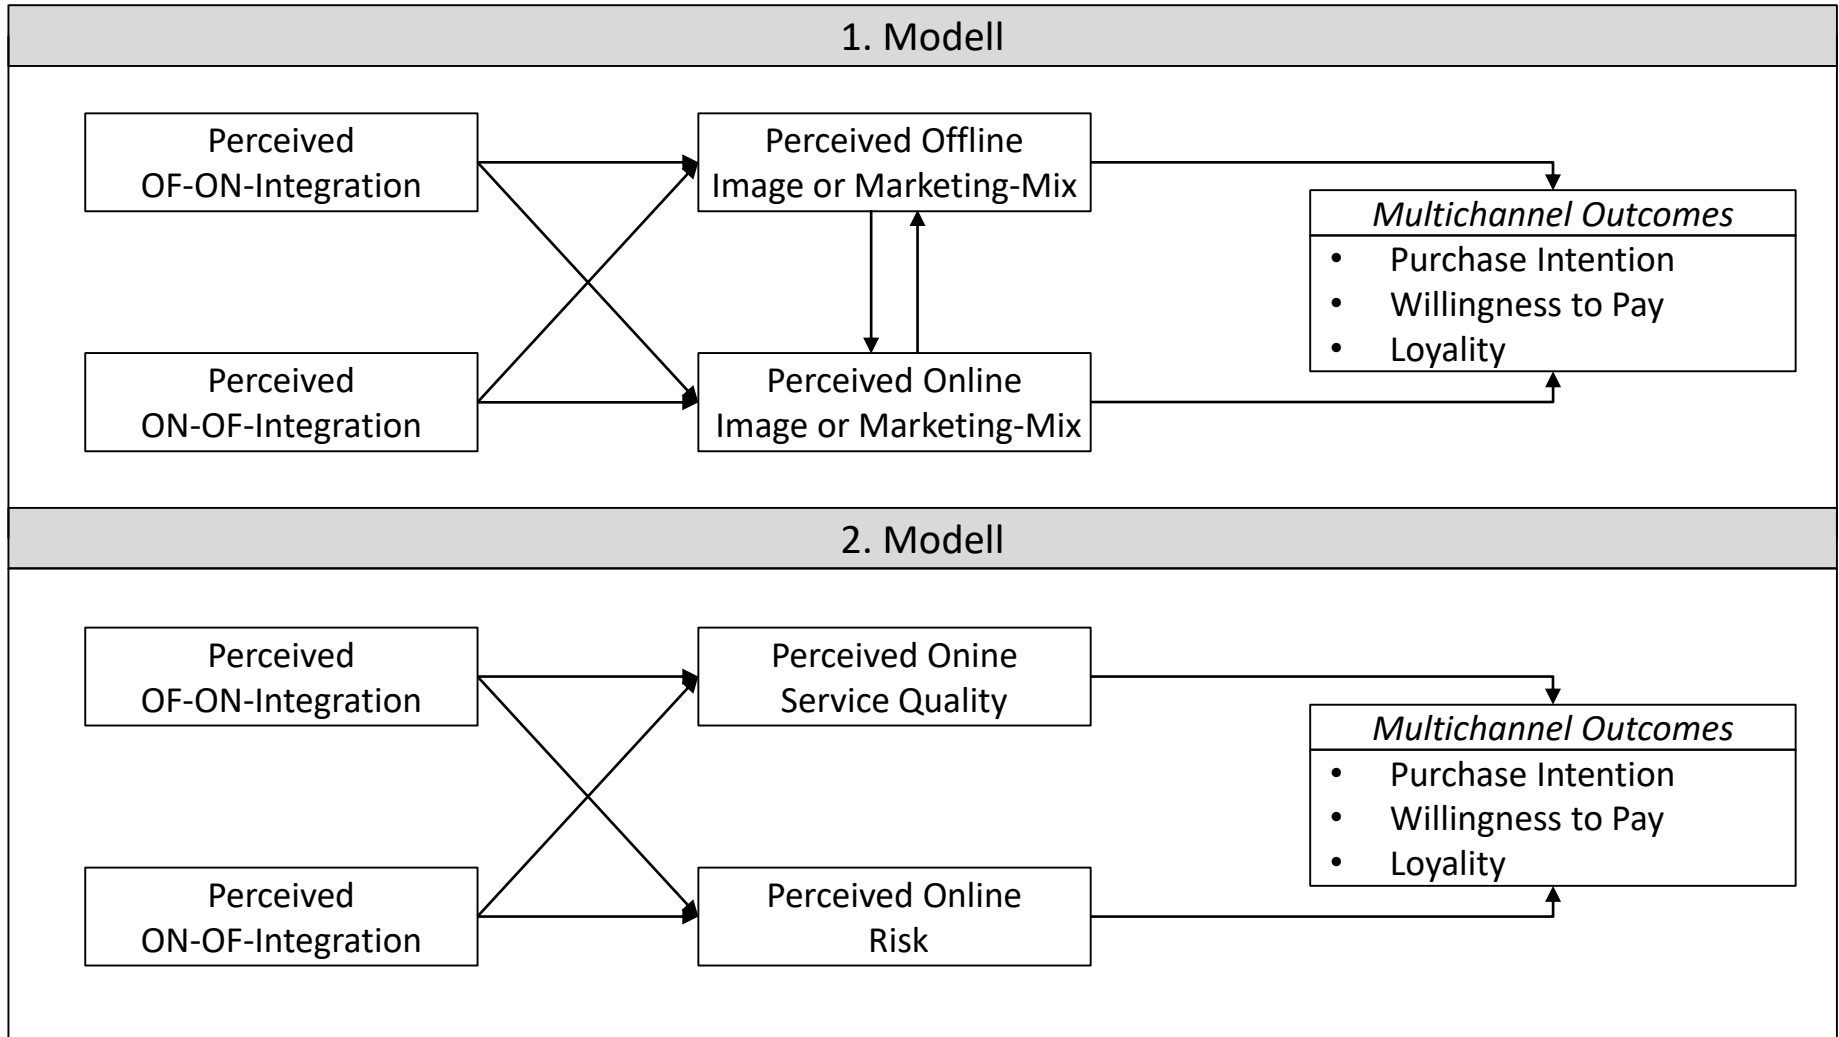 1. Modell
Perceived
OF-ON-Integration
Perceived Offline
Image or Marketing-Mix
Multichannel Outcomes
• Purchase Intention
• Willingness to Pay
• Loyality
Perceived
ON-OF-Integration
Perceived Online
Image or Marketing-Mix
2. Modell
Perceived
OF-ON-Integration
Perceived Onine
Service Quality
Multichannel Outcomes
• Purchase Intention
• Willingness to Pay
• Loyality
Perceived
ON-OF-Integration
Perceived Online
Risk